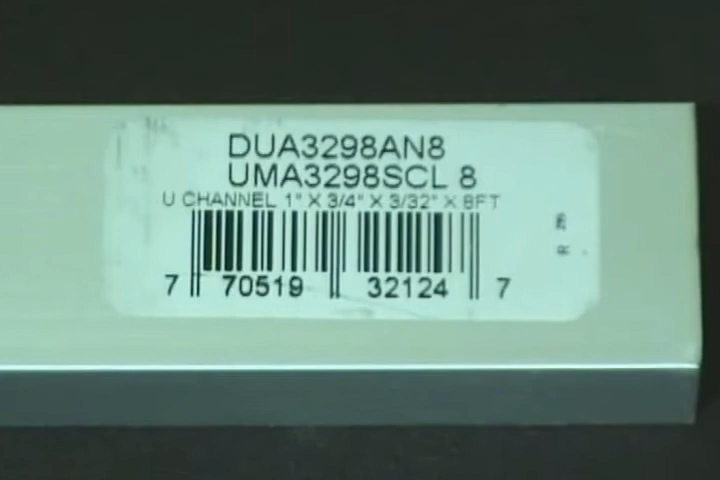 DUA3298AN8
UMA3298SCL 8
U CHANNEL 1" X 3/4" X 3/32" X 8FT
7 70519 32124 7